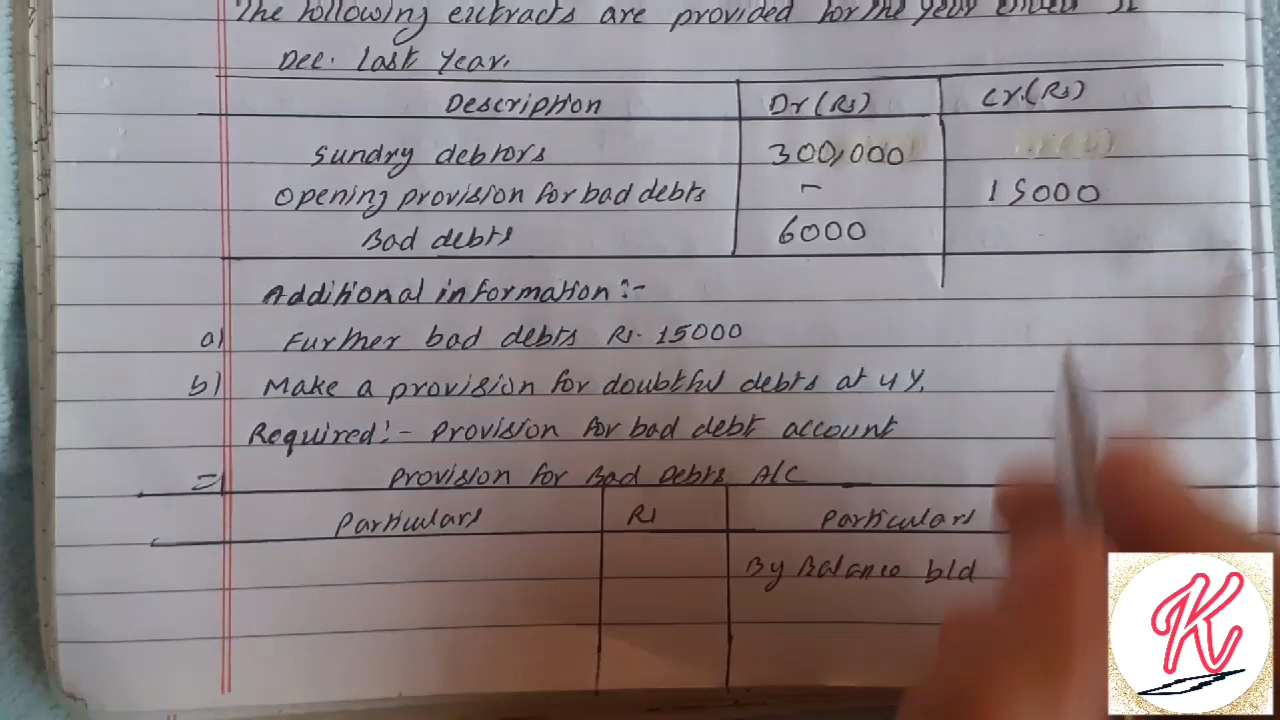 The following extracts are provided for the year ended 31
Dec. last year.
Description Dr (Rs) Cr.(Rs)
Sundry debtors 300,000
Opening provision for bad debts - 15000
Bad debts 6000
Additional information :-
a) Further bad debts Rs. 15000
b) Make a provision for doubtful debts at 4%.
Required:- Provision for bad debt account
=) Provision for Bad Debts A/C
Particulars Rs Particulars
By Balance b/d
K